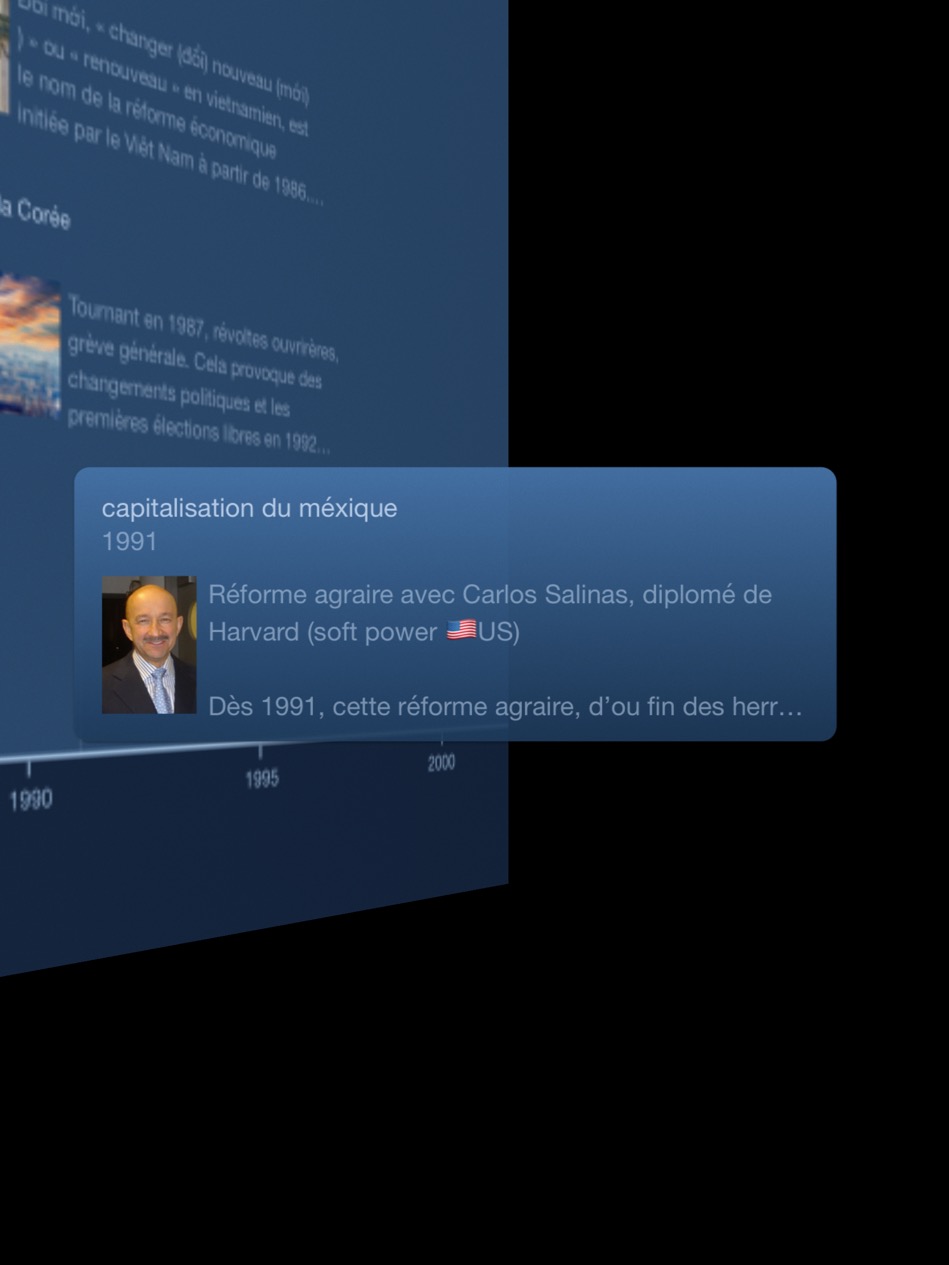 Đổi mới, « changer (đổi) nouveau (mới)
) » ou « renouveau » en vietnamien, est
le nom de la réforme économique
initiée par le Viêt Nam à partir de 1986,...
la Corée
Tournant en 1987, révoltes ouvrirères,
grève générale. Cela provoque des
changements politiques et les
premières élections libres en 1992...
capitalisation du méxique
1991
Réforme agraire avec Carlos Salinas, diplomé de
Harvard (soft power 🇺🇸US)
Dès 1991, cette réforme agraire, d’ou fin des herr...
1990
1995
2000